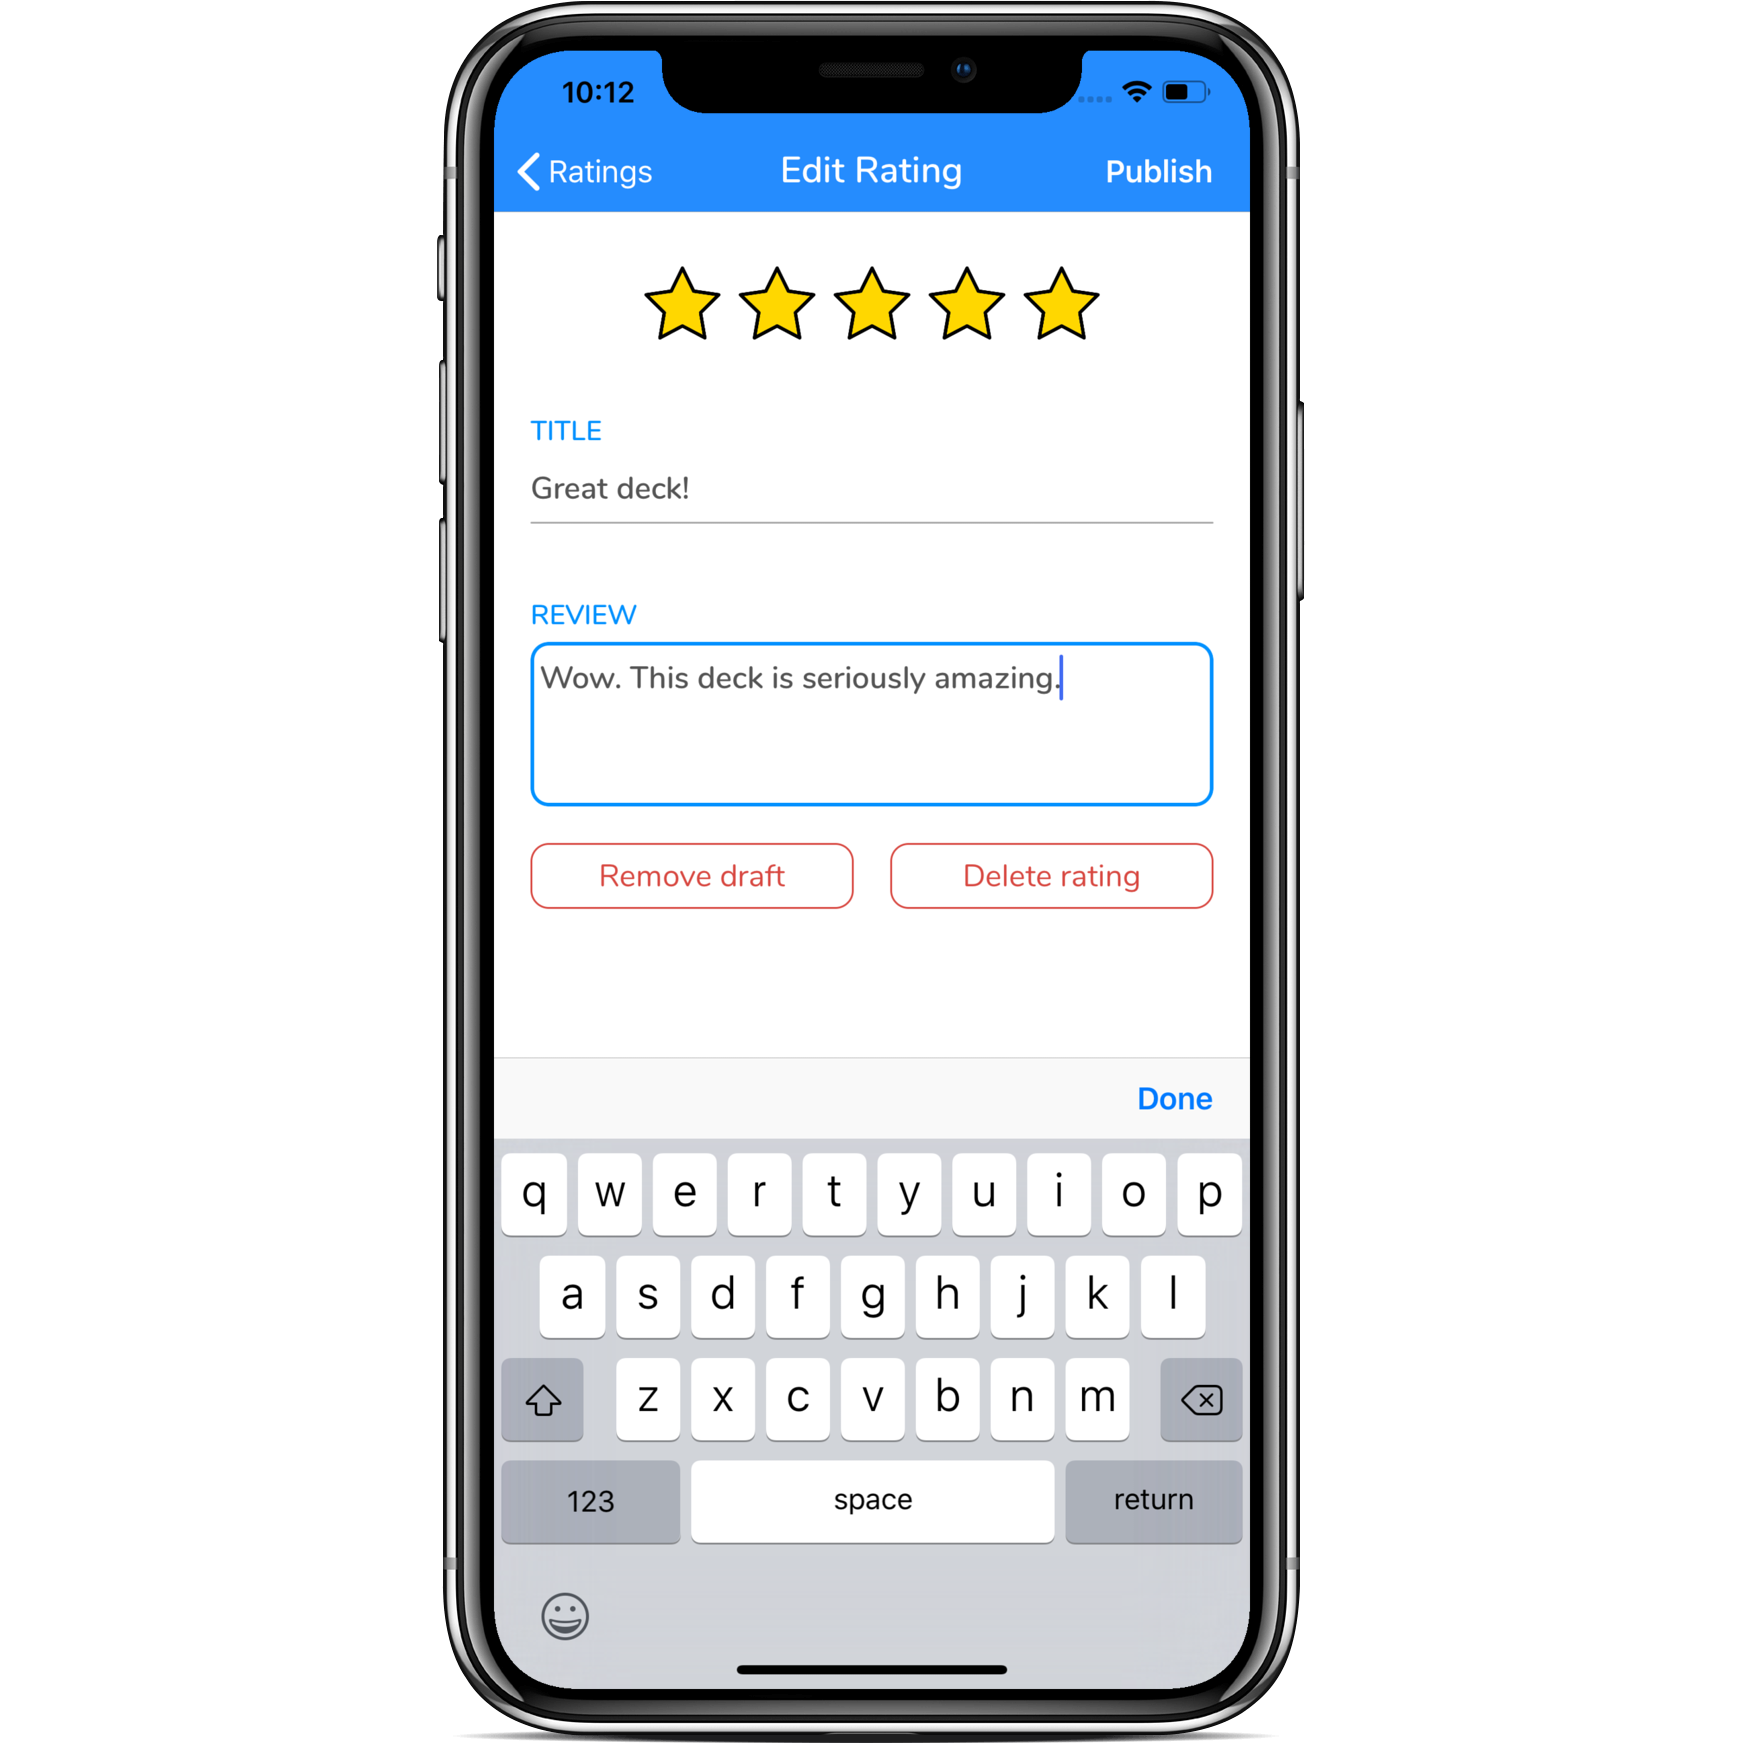 10:12
Ratings Edit Rating Publish
TITLE
Great deck!
REVIEW
Wow. This deck is seriously amazing.
Remove draft Delete rating
Done
q w e r t y u i o p
a s d f g h j k l
z x c v b n m
123 space return